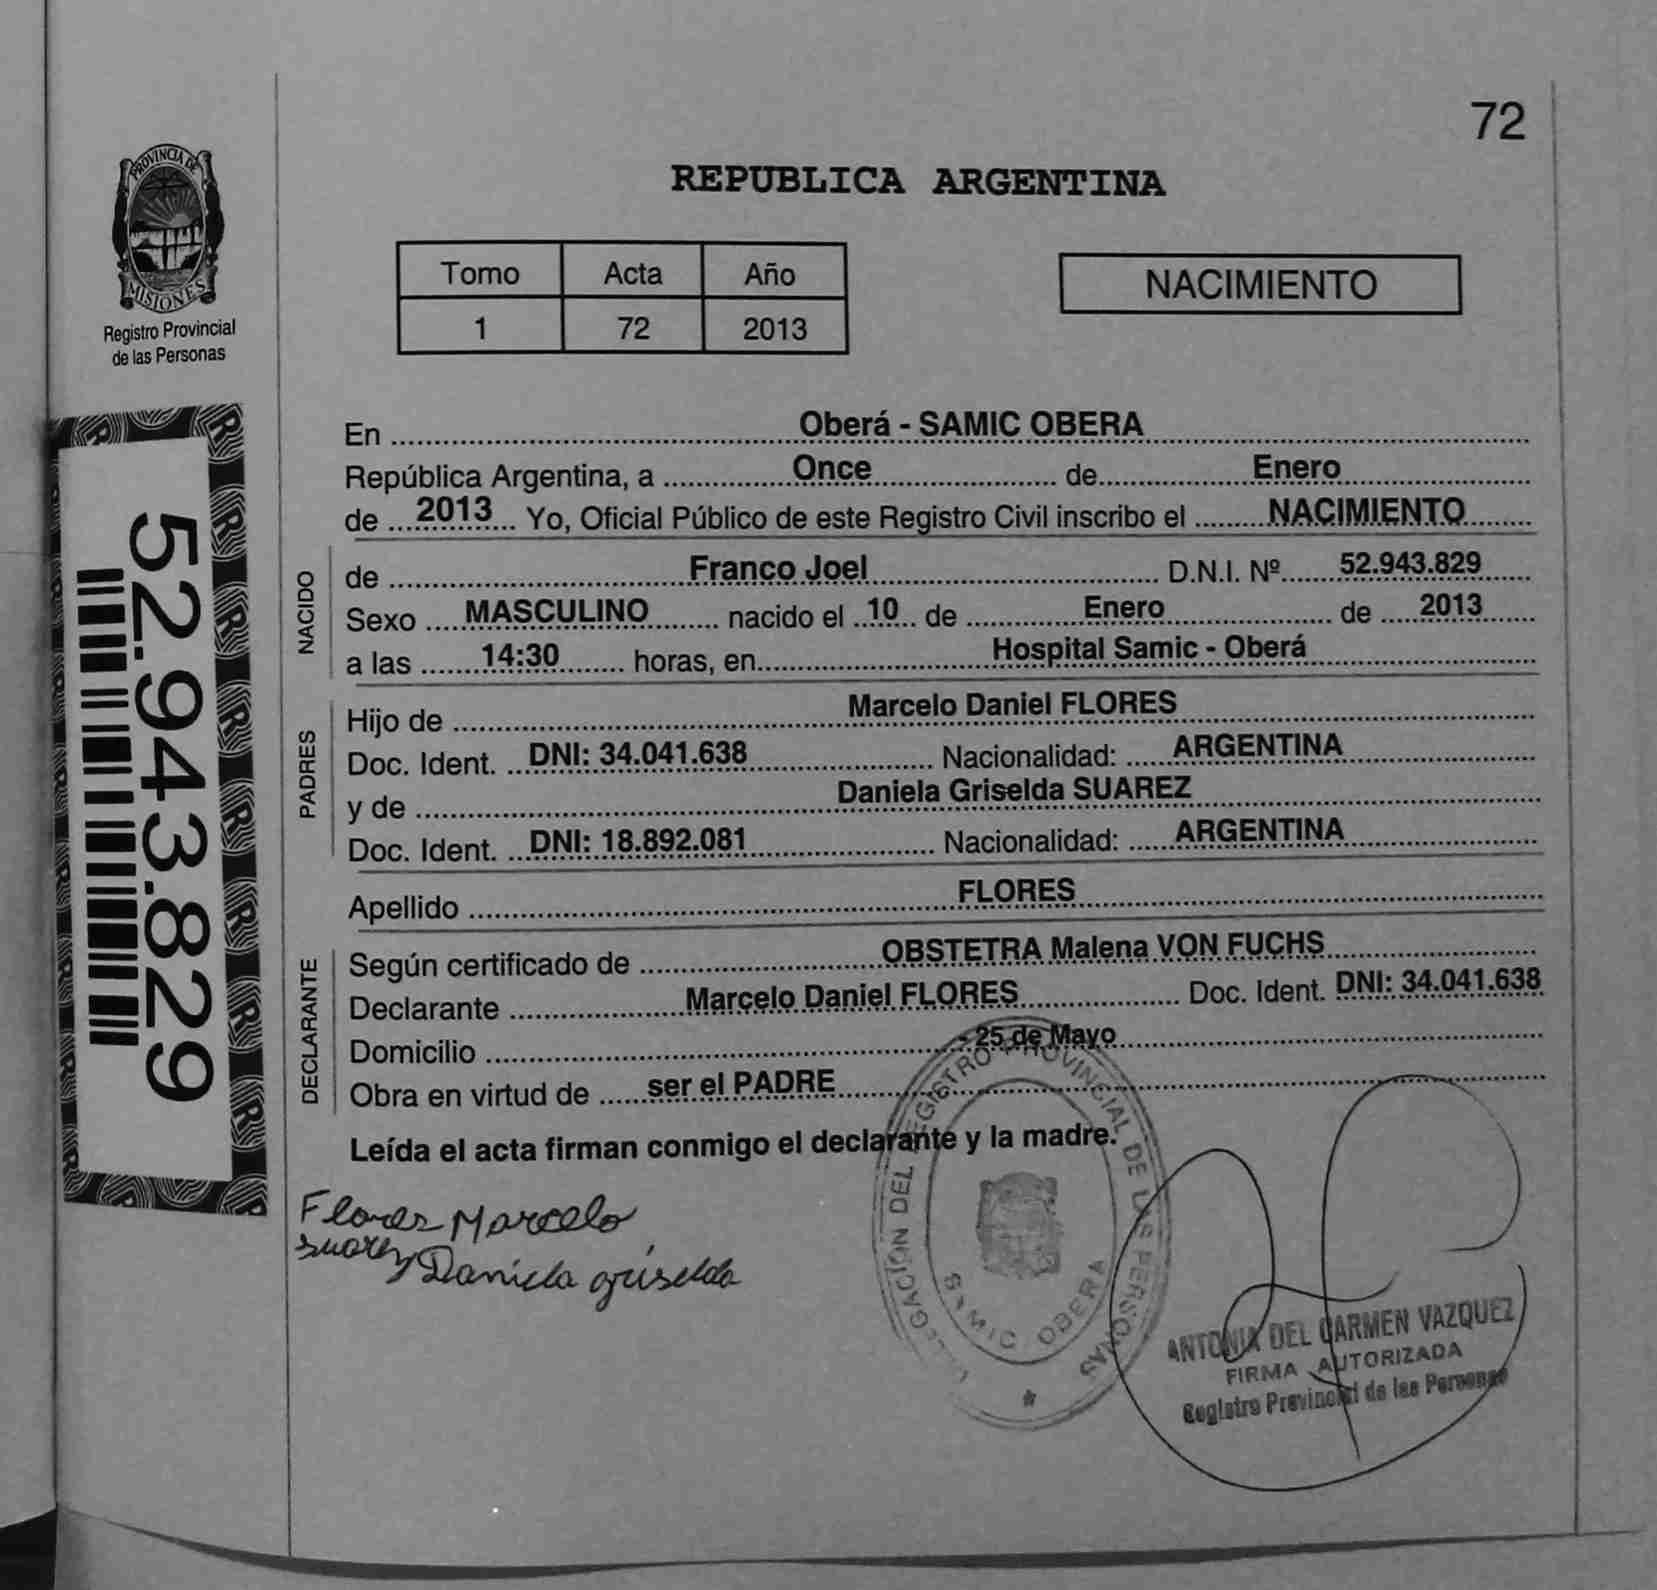 72
PROVINCIA DE
MISIONES
Registro Provincial
de las Personas
REPUBLICA ARGENTINA
Tomo Acta Año
1 72 2013
NACIMIENTO
52.943.829
En Oberá - SAMIC OBERA
República Argentina, a Once de Enero
de 2013 Yo, Oficial Público de este Registro Civil inscribo el NACIMIENTO
NACIDO
de Franco Joel D.N.I. Nº 52.943.829
Sexo MASCULINO nacido el 10 de Enero de 2013
a las 14:30 horas, en Hospital Samic - Oberá
PADRES
Hijo de Marcelo Daniel FLORES
Doc. Ident. DNI: 34.041.638 Nacionalidad: ARGENTINA
y de Daniela Griselda SUAREZ
Doc. Ident. DNI: 18.892.081 Nacionalidad: ARGENTINA
Apellido FLORES
DECLARANTE
Según certificado de OBSTETRA Malena VON FUCHS
Declarante Marcelo Daniel FLORES Doc. Ident. DNI: 34.041.638
Domicilio - 25 de Mayo
Obra en virtud de ser el PADRE
Leída el acta firman conmigo el declarante y la madre.
Flores Marcelo
Suarez Daniela Griselda
DELEGACION DEL REGISTRO PROVINCIAL DE LAS PERSONAS
SAMIC OBERA
ANTONIA DEL CARMEN VAZQUEZ
FIRMA AUTORIZADA
Registro Provincial de las Personas